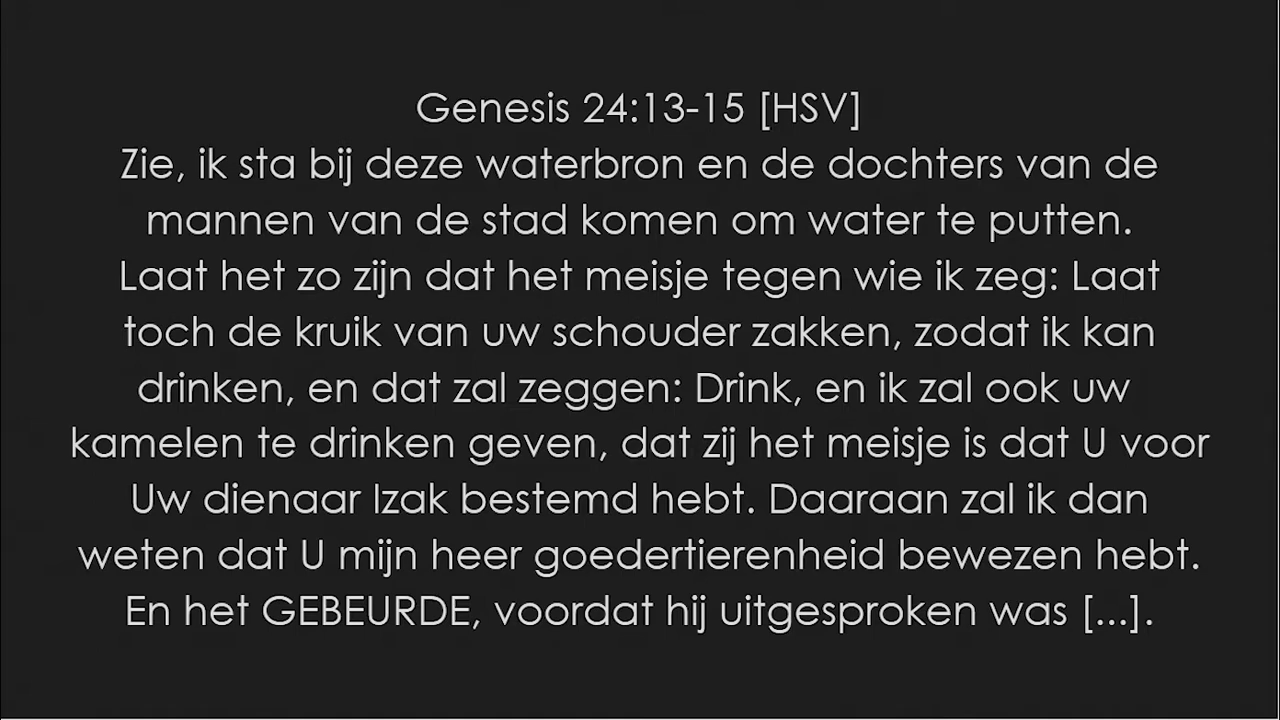 Genesis 24:13-15 [HSV]
Zie, ik sta bij deze waterbron en de dochters van de
mannen van de stad komen om water te putten.
Laat het zo zijn dat het meisje tegen wie ik zeg: Laat
toch de kruik van uw schouder zakken, zodat ik kan
drinken, en dat zal zeggen: Drink, en ik zal ook uw
kamelen te drinken geven, dat zij het meisje is dat U voor
Uw dienaar Izak bestemd hebt. Daaraan zal ik dan
weten dat U mijn heer goedertierenheid bewezen hebt.
En het GEBEURDE, voordat hij uitgesproken was [...].